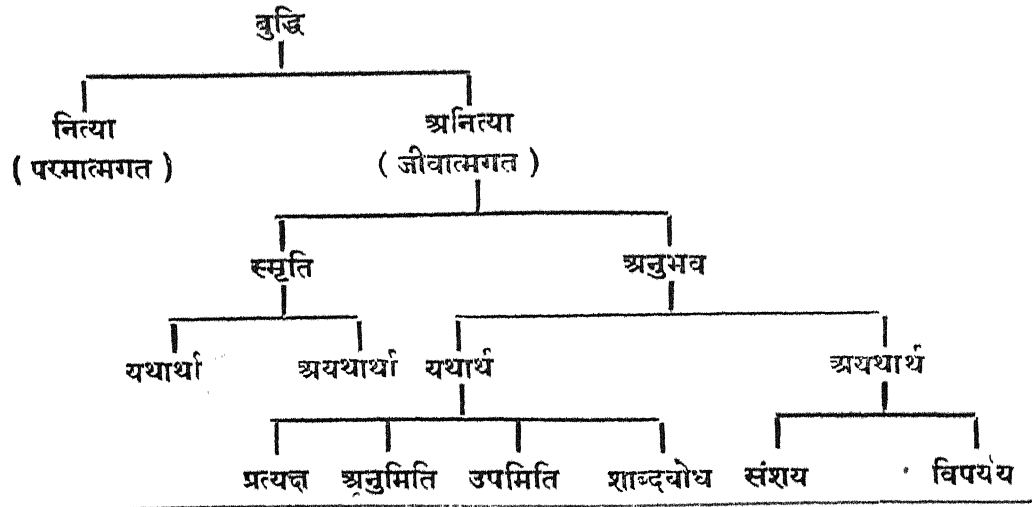 बुद्धि
नित्या अनित्या
( परमात्मगत ) ( जीवात्मगत )
स्मृति अनुभव
यथार्था अयथार्था यथार्थ अयथार्थ
प्रत्यक्ष अनुमिति उपमिति शाब्दबोध संशय विपर्यय